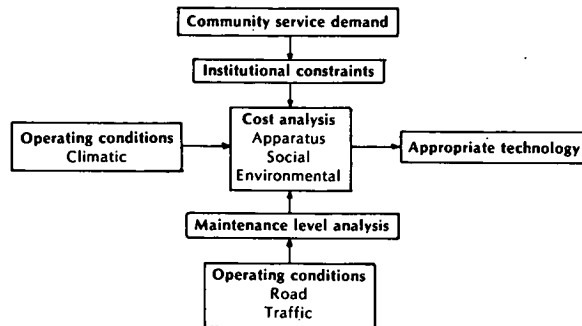 Community service demand
Institutional constraints
Cost analysis
Apparatus
Social
Environmental
Operating conditions
Climatic
Appropriate technology
Maintenance level analysis
Operating conditions
Road
Traffic